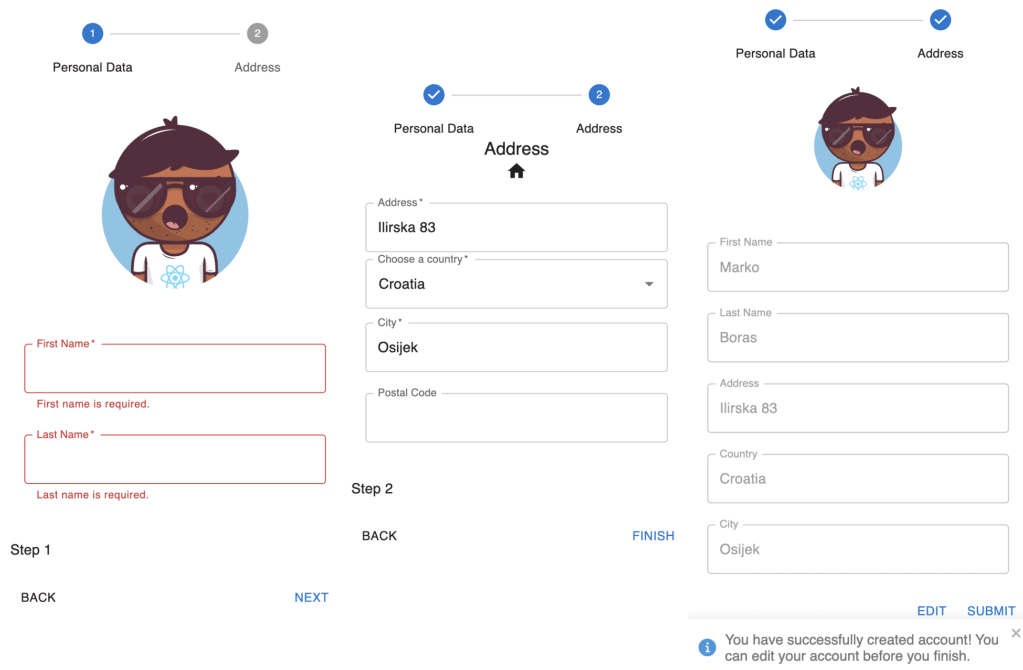 1
2
Personal Data
Address
First Name *
First name is required.
Last Name *
Last name is required.
Step 1
BACK
NEXT
2
Personal Data
Address
Address
Address *
Ilirska 83
Choose a country *
Croatia
City *
Osijek
Postal Code
Step 2
BACK
FINISH
Personal Data
Address
First Name
Marko
Last Name
Boras
Address
Ilirska 83
Country
Croatia
City
Osijek
EDIT
SUBMIT
You have successfully created account! You
can edit your account before you finish.